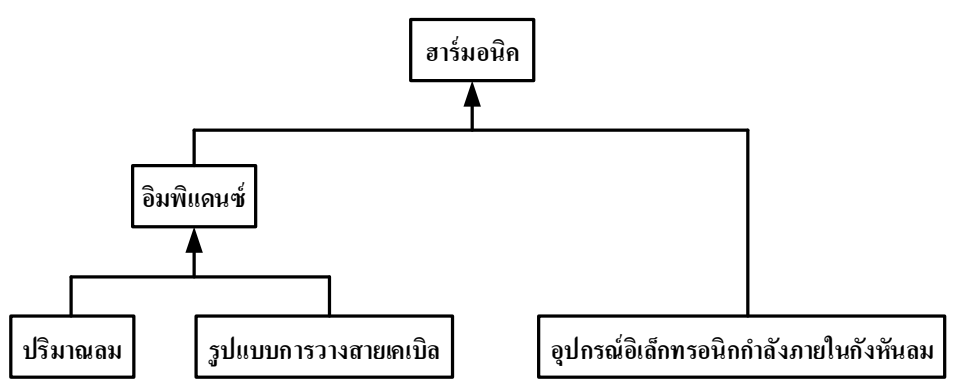 ฮาร์มอนิค
อิมพิแดนซ์
ปริมาณลม
รูปแบบการวางสายเคเบิล
อุปกรณ์อิเล็กทรอนิกกำลังภายในกังหันลม